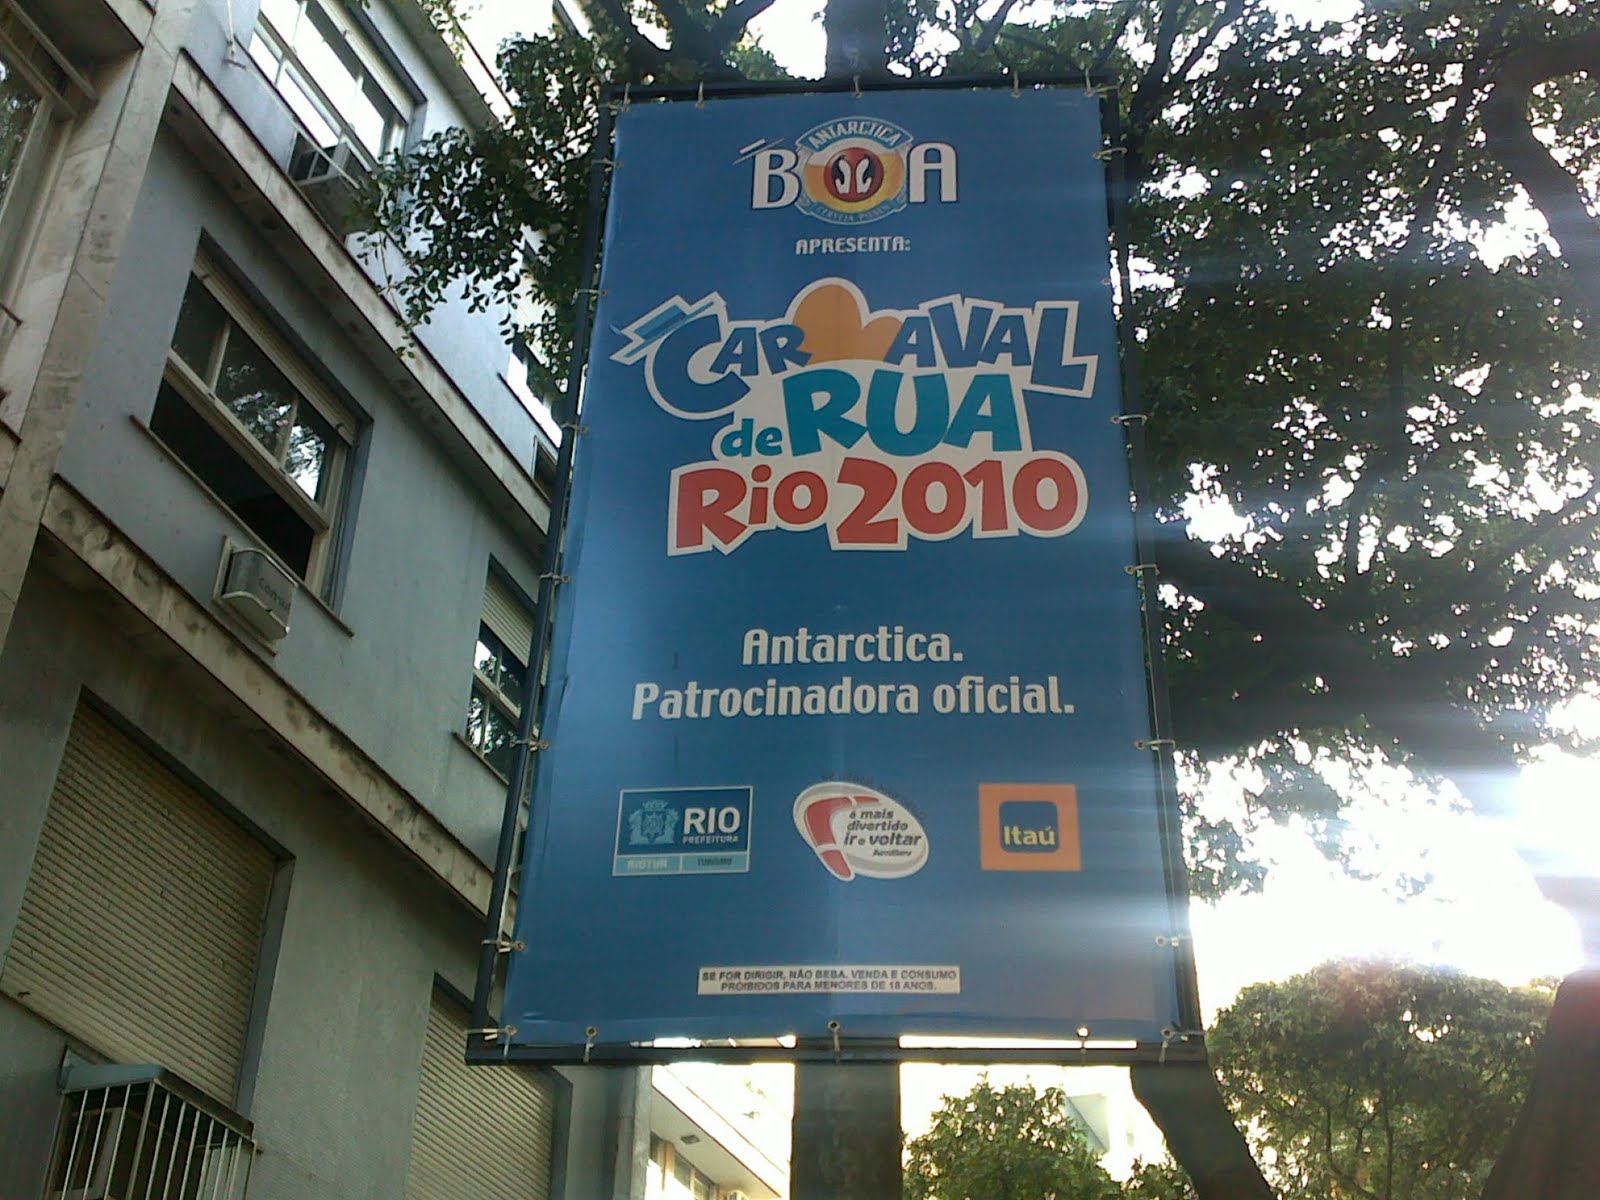 BOA
ANTARCTICA
CERVEJA PILSEN
APRESENTA:
CARNAVAL
de RUA
Rio 2010
Antarctica.
Patrocinadora oficial.
RIO
PREFEITURA
RIOTUR TURISMO
é mais
divertido
ir e voltar
Itaú
SE FOR DIRIGIR, NÃO BEBA. VENDA E CONSUMO
PROIBIDOS PARA MENORES DE 18 ANOS.